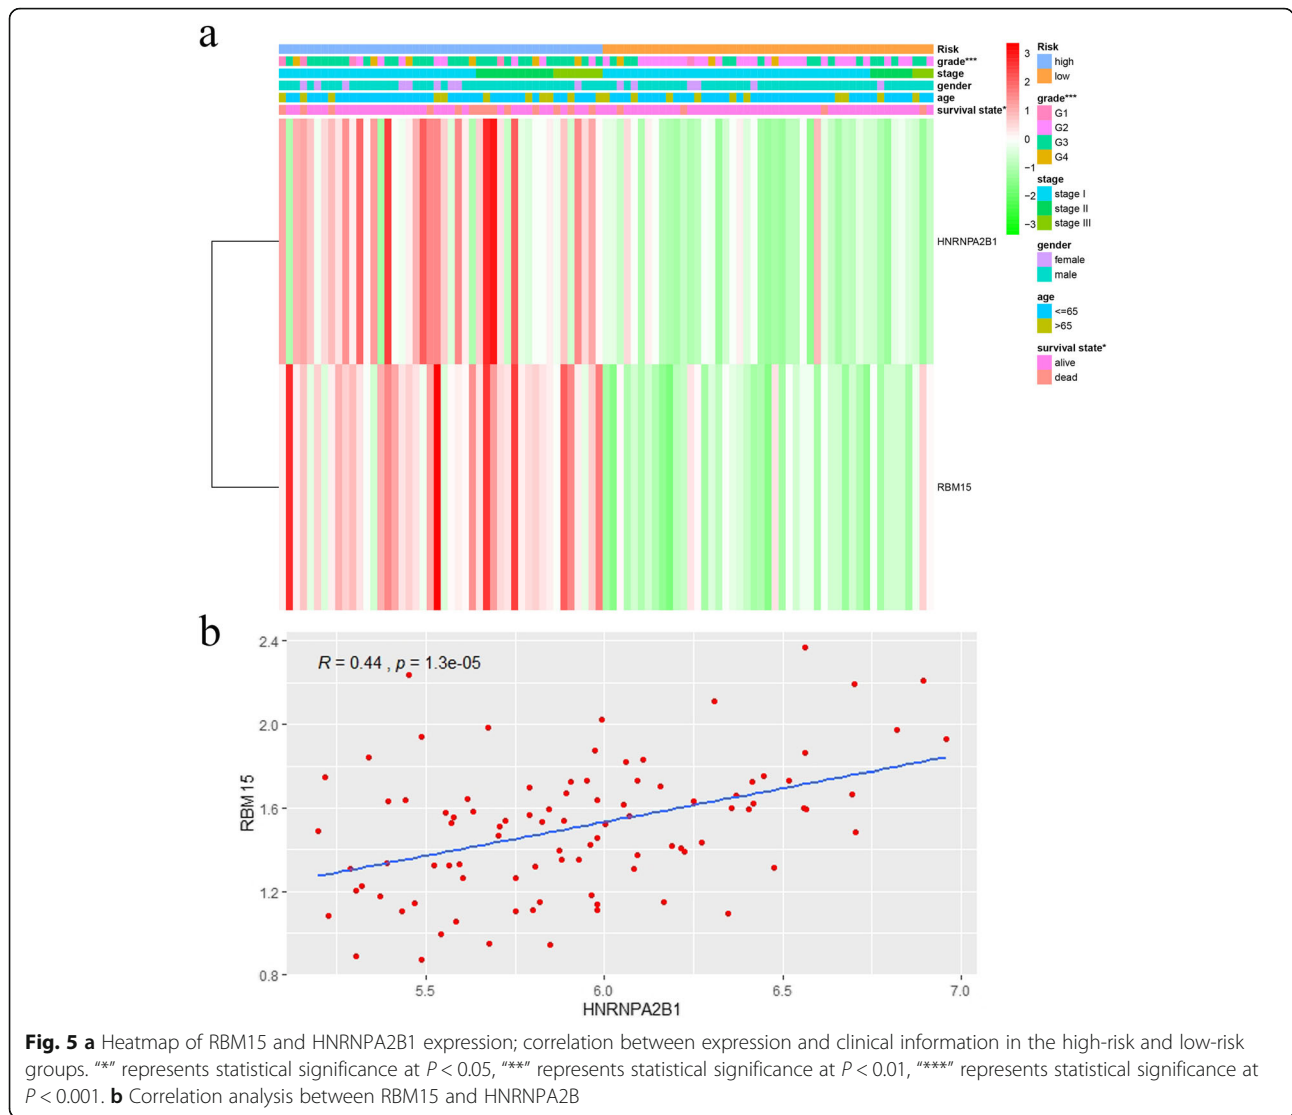 a
Risk
grade***
stage
gender
age
survival state*
HNRNPA2B1
RBM15
3
2
1
0
−1
−2
−3
Risk
high
low
grade***
G1
G2
G3
G4
stage
stage I
stage II
stage III
gender
female
male
age
<=65
>65
survival state*
alive
dead
b
R = 0.44 , p = 1.3e-05
RBM15
2.4
2.0
1.6
1.2
0.8
5.5
6.0
6.5
7.0
HNRNPA2B1
Fig. 5 a Heatmap of RBM15 and HNRNPA2B1 expression; correlation between expression and clinical information in the high-risk and low-risk
groups. “*” represents statistical significance at P < 0.05, “**” represents statistical significance at P < 0.01, “***” represents statistical significance at
P < 0.001. b Correlation analysis between RBM15 and HNRNPA2B